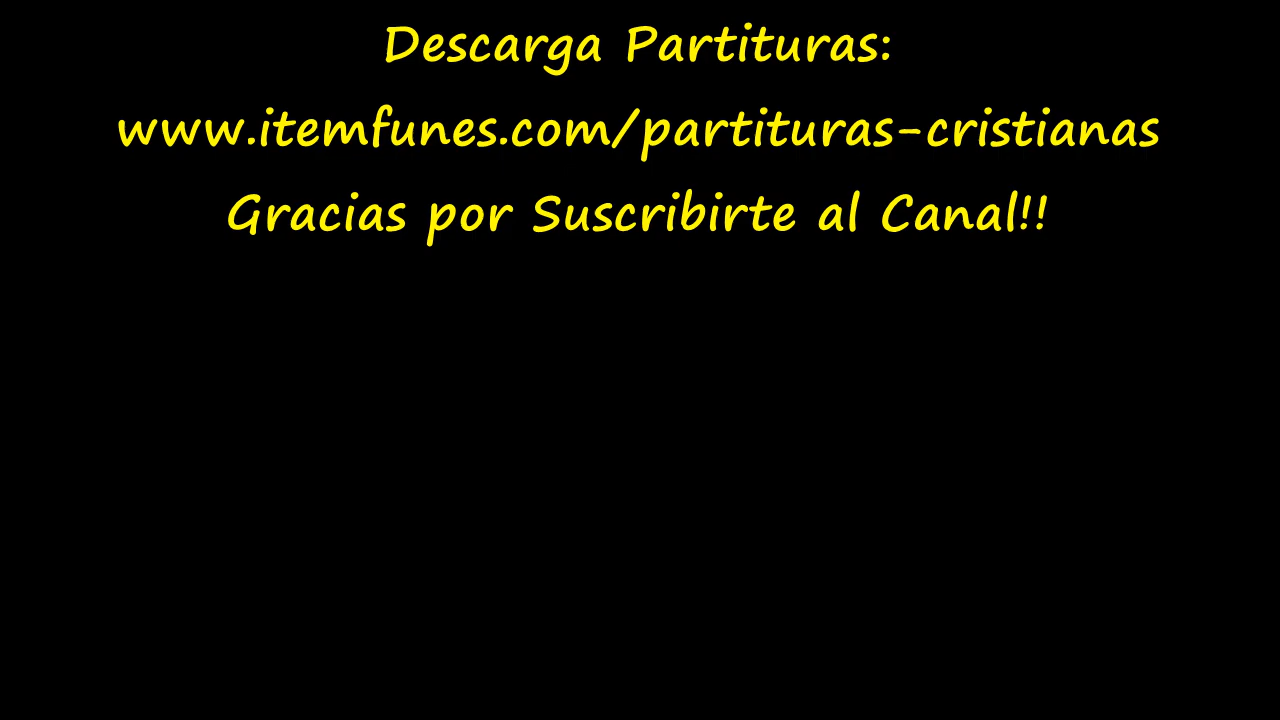 Descarga Partituras:
www.itemfunes.com/partituras-cristianas
Gracias por Suscribirte al Canal!!